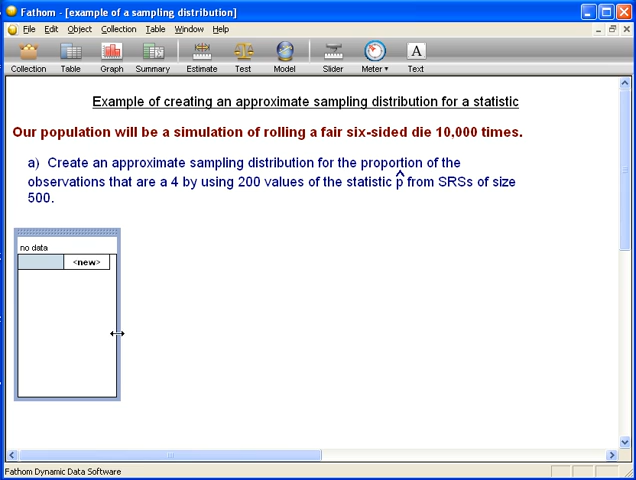 Fathom - [example of a sampling distribution]
File Edit Object Collection Table Window Help
Collection Table Graph Summary Estimate Test Model Slider Meter Text
A
Example of creating an approximate sampling distribution for a statistic
Our population will be a simulation of rolling a fair six-sided die 10,000 times.
a) Create an approximate sampling distribution for the proportion of the
observations that are a 4 by using 200 values of the statistic p̂ from SRSs of size
500.
no data
<new>
Fathom Dynamic Data Software